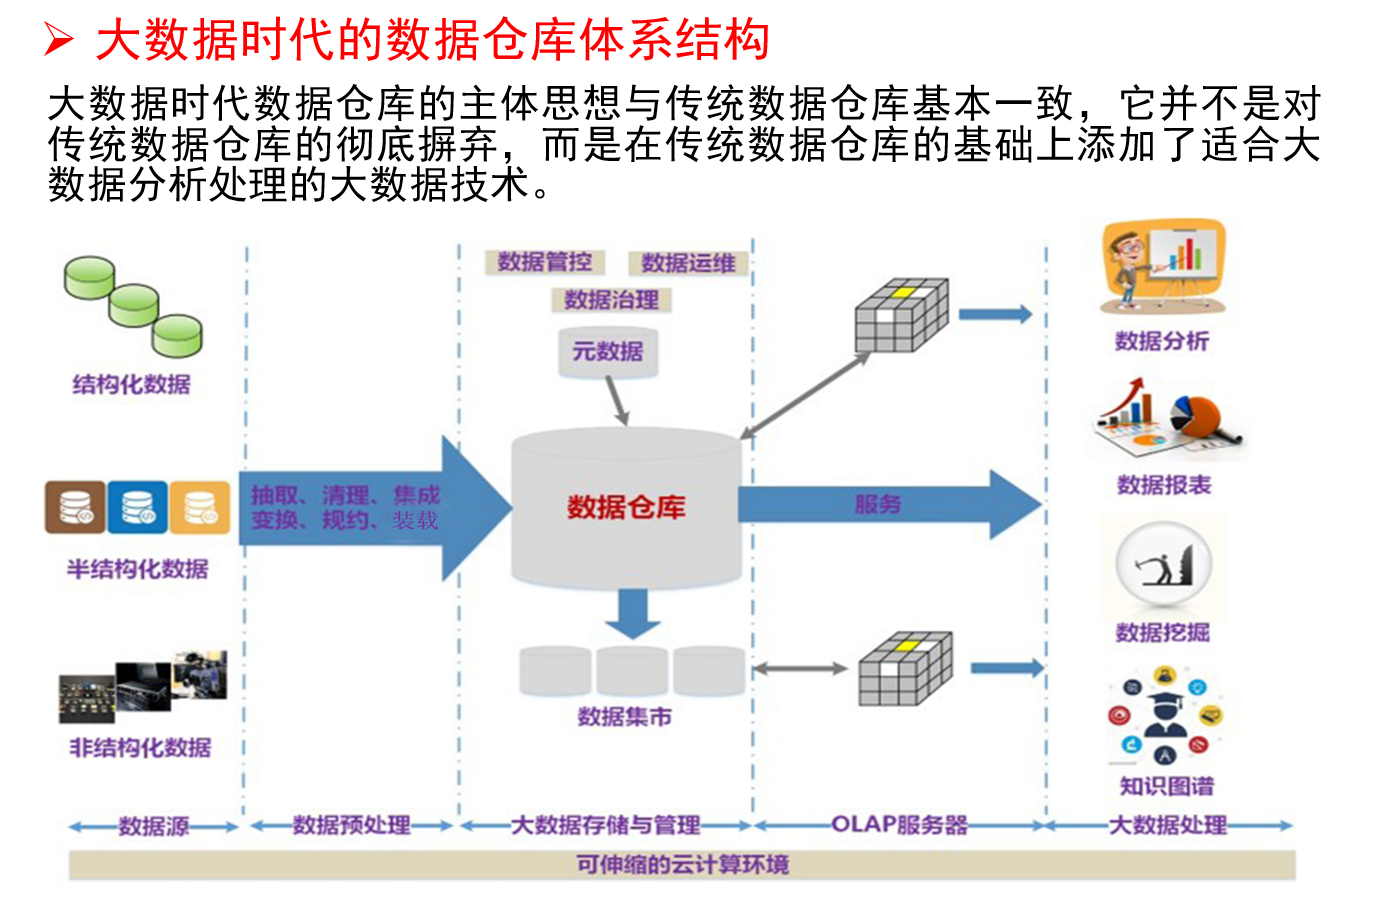 大数据时代的数据仓库体系结构
大数据时代数据仓库的主体思想与传统数据仓库基本一致，它并不是对
传统数据仓库的彻底摒弃，而是在传统数据仓库的基础上添加了适合大
数据分析处理的大数据技术。
数据管控
数据运维
数据治理
元数据
结构化数据
半结构化数据
非结构化数据
抽取、清理、集成
变换、规约、装载
数据仓库
数据集市
服务
数据分析
数据报表
数据挖掘
知识图谱
数据源
数据预处理
大数据存储与管理
OLAP服务器
大数据处理
可伸缩的云计算环境